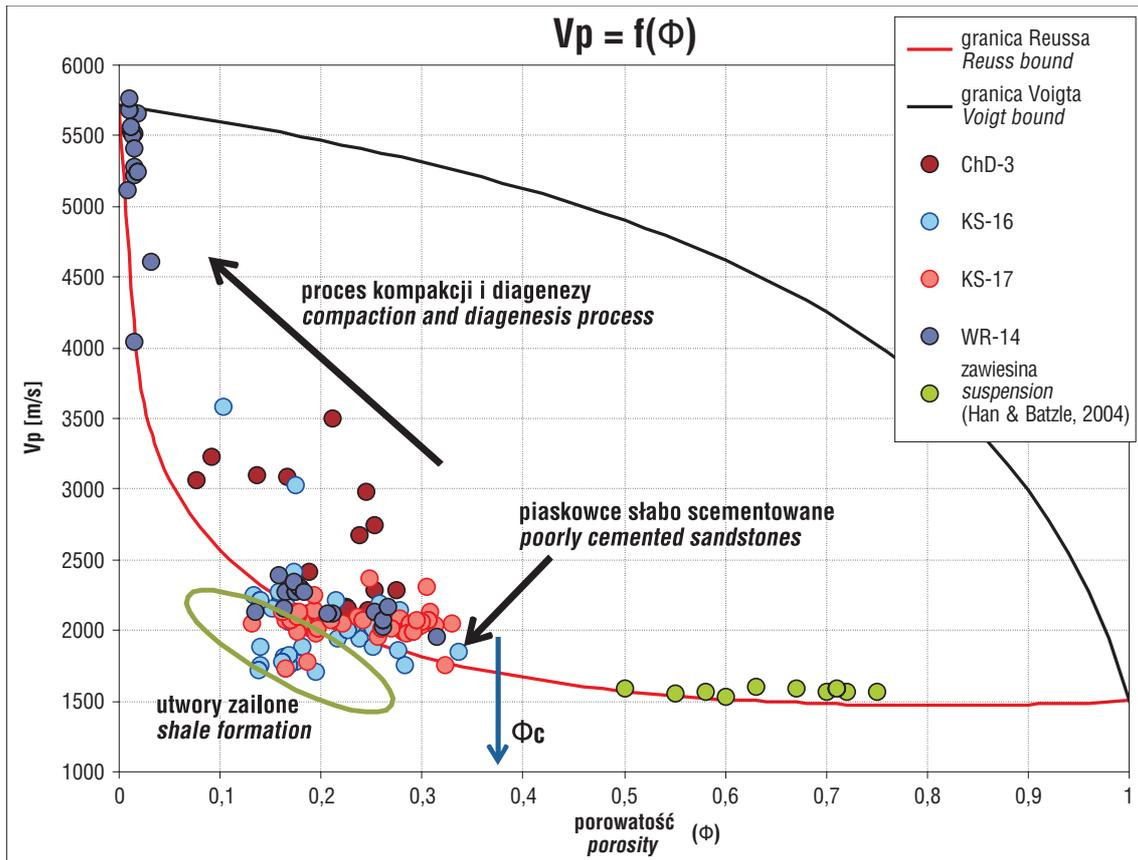 Vp = f(Φ)
granica Reussa
Reuss bound
granica Voigta
Voigt bound
ChD-3
KS-16
KS-17
WR-14
zawiesina
suspension
(Han & Batzle, 2004)
6000
5500
5000
4500
4000
3500
3000
2500
2000
1500
1000
Vp [m/s]
proces kompakcji i diagenezy
compaction and diagenesis process
piaskowce słabo scementowane
poorly cemented sandstones
utwory zailone
shale formation
Φc
0 0,1 0,2 0,3 0,4 0,5 0,6 0,7 0,8 0,9 1
porowatość (Φ)
porosity